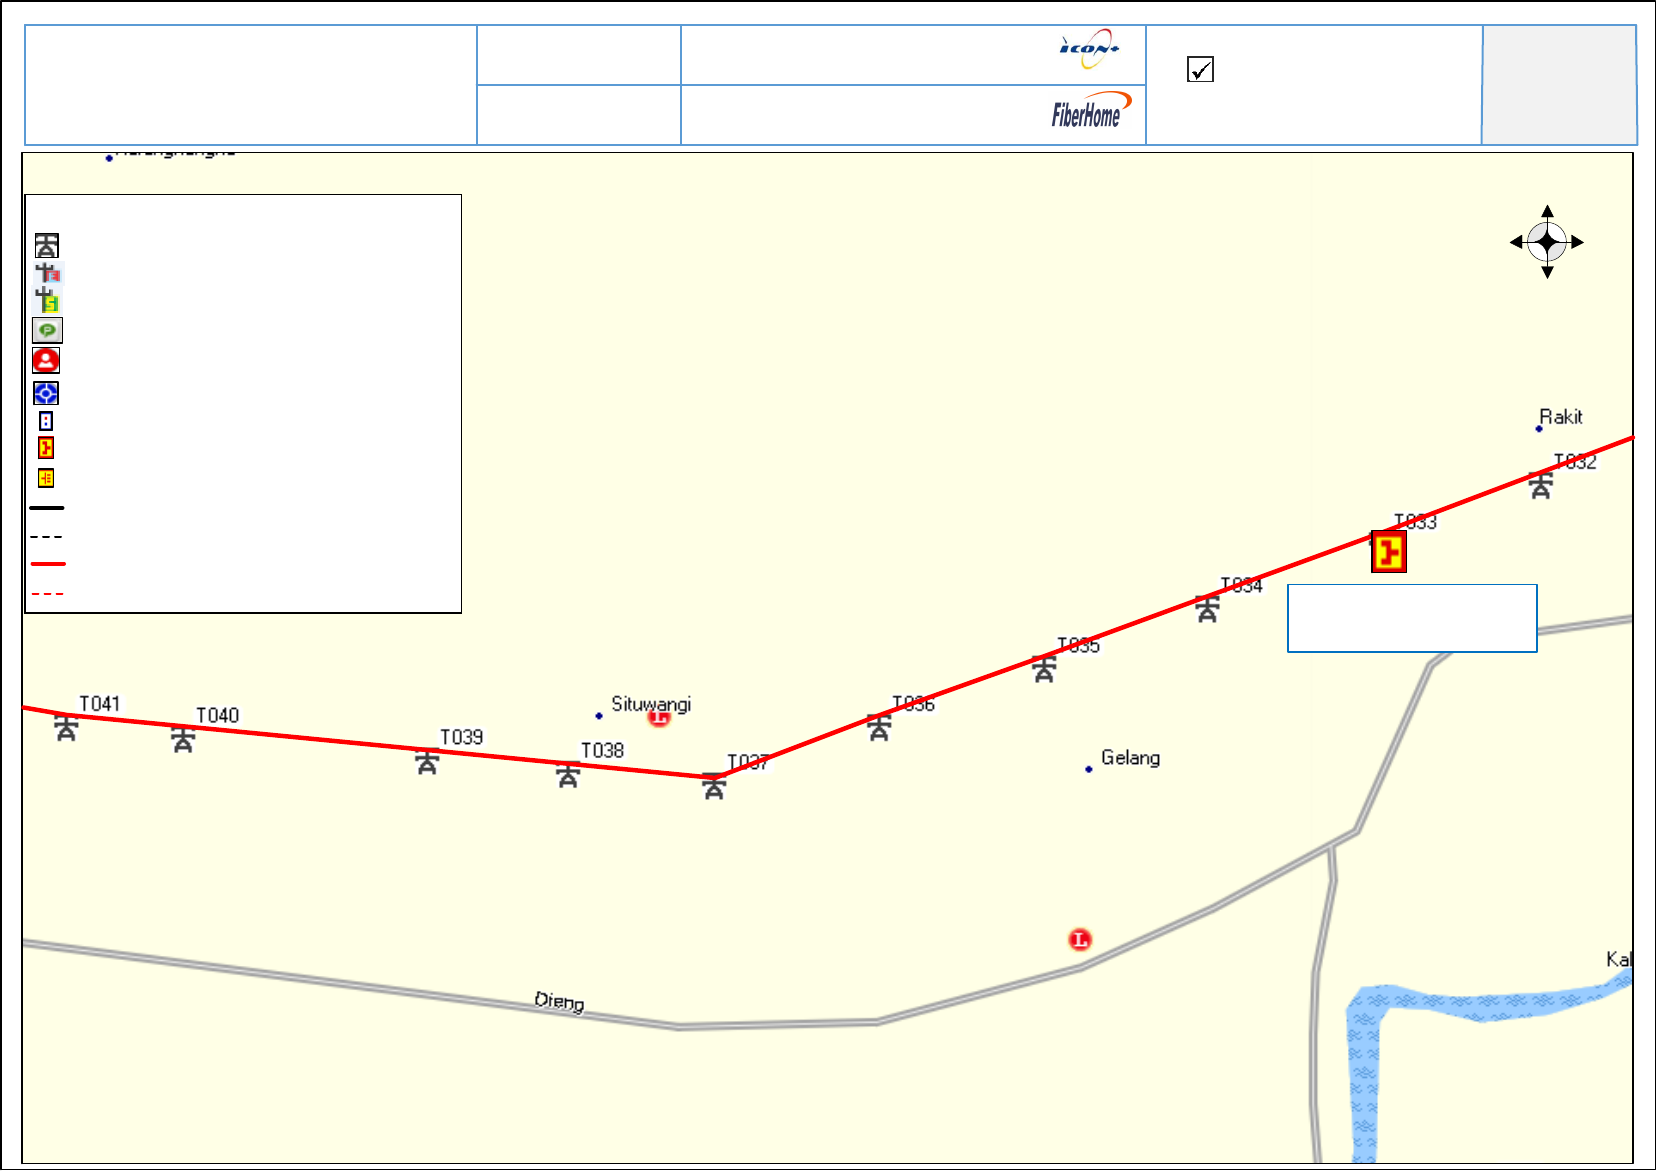 icon+
FiberHome
Rakit
T032
T033
T034
T035
T041
Situwangi
T036
T040
T039
T038
Gelang
T037
L
L
Kal
Dieng